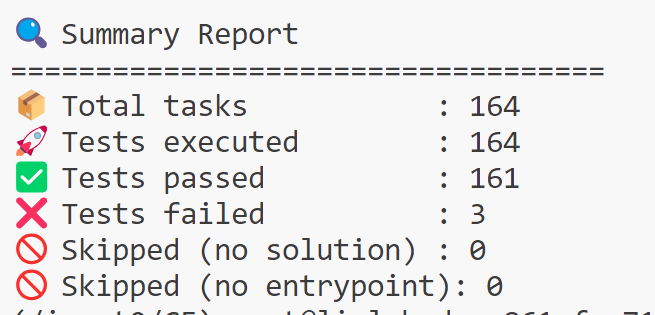 🔍 Summary Report
===================================
📦 Total tasks : 164
🚀 Tests executed : 164
✅ Tests passed : 161
❌ Tests failed : 3
🚫 Skipped (no solution) : 0
🚫 Skipped (no entrypoint): 0